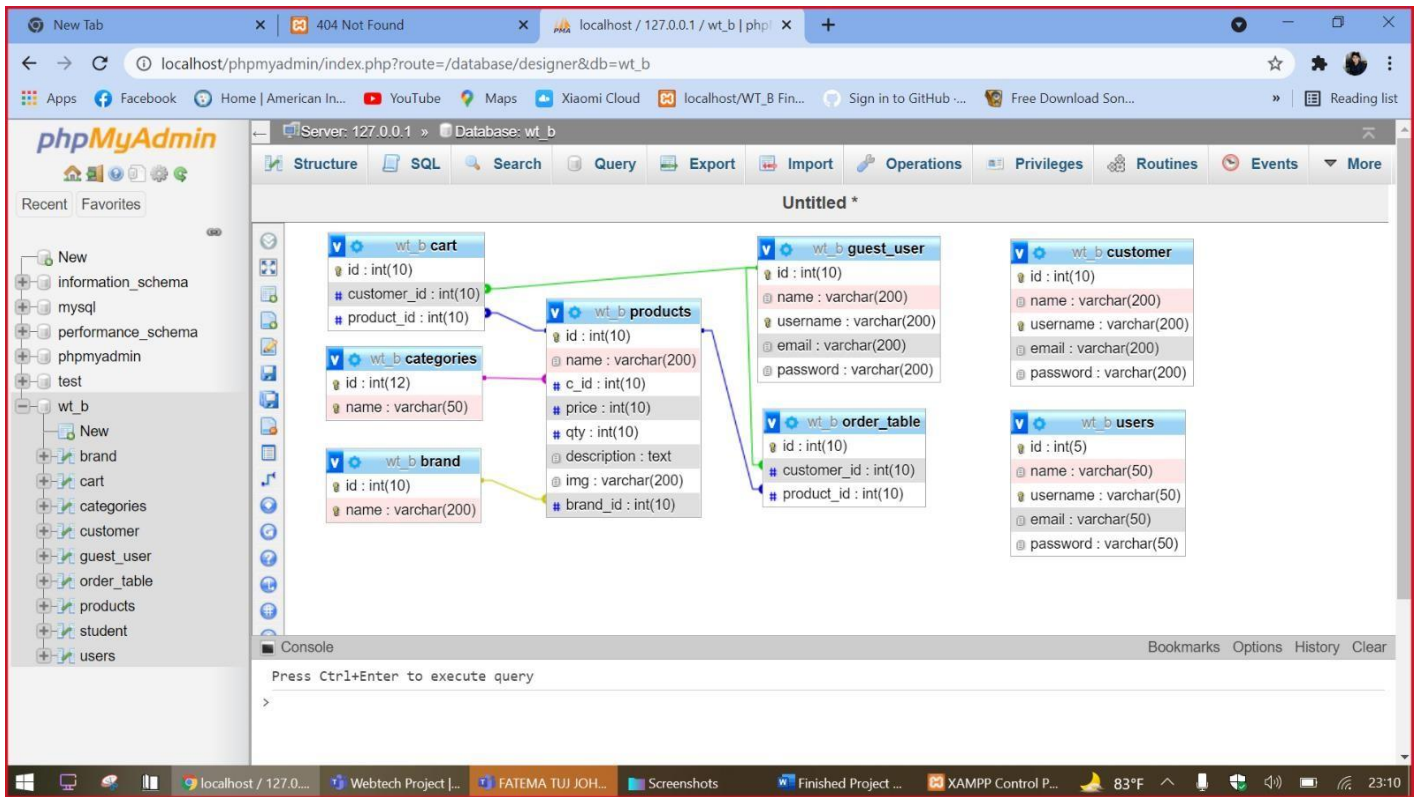 New Tab
404 Not Found
localhost / 127.0.0.1 / wt_b | php
localhost/phpmyadmin/index.php?route=/database/designer&db=wt_b
Apps Facebook Home | American In... YouTube Maps Xiaomi Cloud localhost/WT_B Fin... Sign in to GitHub ·... Free Download Son... » Reading list
phpMyAdmin
Recent Favorites
New
information_schema
mysql
performance_schema
phpmyadmin
test
wt_b
New
brand
cart
categories
customer
guest_user
order_table
products
student
users
Server: 127.0.0.1 » Database: wt_b
Structure SQL Search Query Export Import Operations Privileges Routines Events More
Untitled *
v wt_b cart
id : int(10)
# customer_id : int(10)
# product_id : int(10)
v wt_b categories
id : int(12)
name : varchar(50)
v wt_b brand
id : int(10)
name : varchar(200)
v wt_b products
id : int(10)
name : varchar(200)
# c_id : int(10)
# price : int(10)
# qty : int(10)
description : text
img : varchar(200)
# brand_id : int(10)
v wt_b guest_user
id : int(10)
name : varchar(200)
username : varchar(200)
email : varchar(200)
password : varchar(200)
v wt_b order_table
id : int(10)
# customer_id : int(10)
# product_id : int(10)
v wt_b customer
id : int(10)
name : varchar(200)
username : varchar(200)
email : varchar(200)
password : varchar(200)
v wt_b users
id : int(5)
name : varchar(50)
username : varchar(50)
email : varchar(50)
password : varchar(50)
Console
Bookmarks Options History Clear
Press Ctrl+Enter to execute query
>
localhost / 127.0.... Webtech Project |... FATEMA TUJ JOH... Screenshots Finished Project ... XAMPP Control P... 83°F 23:10